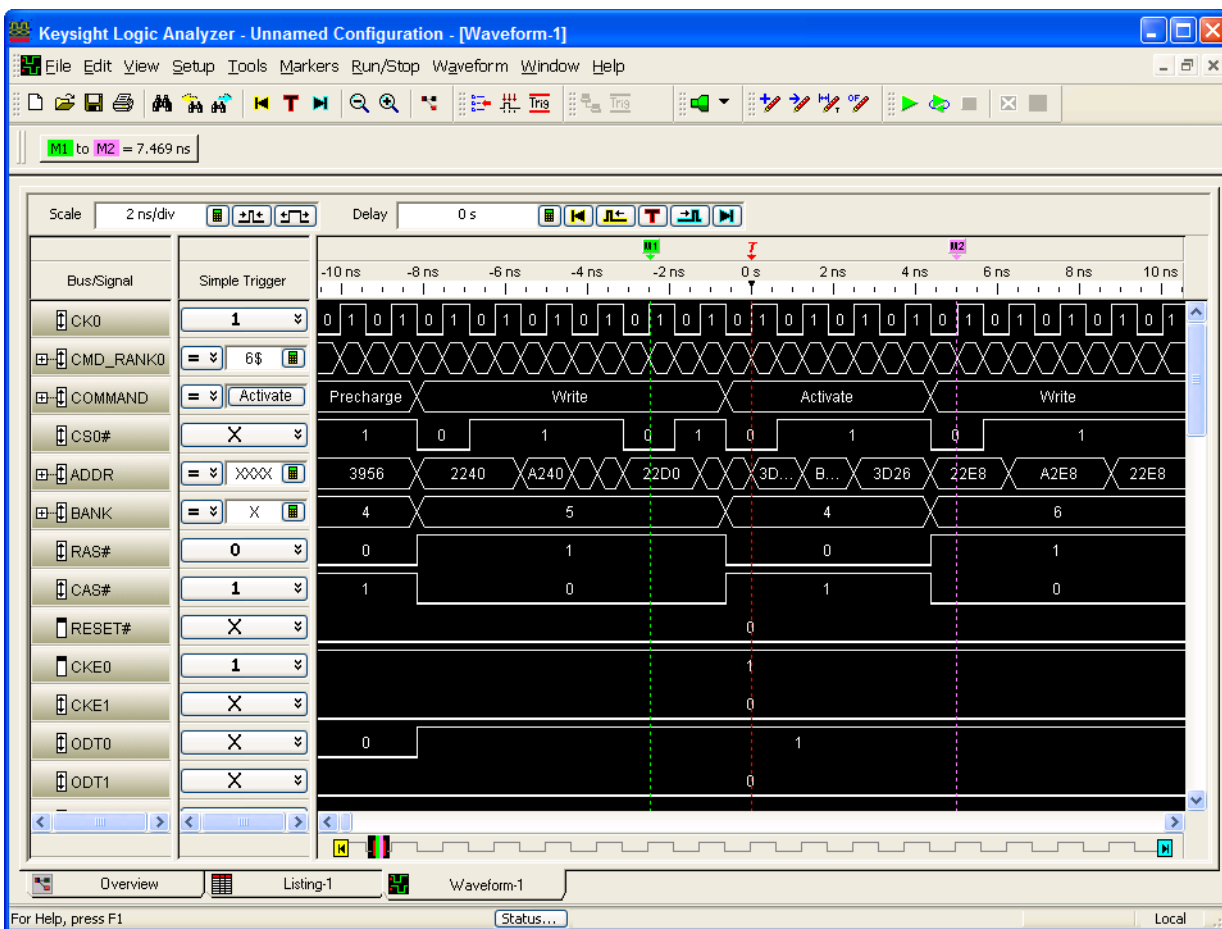 Keysight Logic Analyzer - Unnamed Configuration - [Waveform-1]
File Edit View Setup Tools Markers Run/Stop Waveform Window Help
T Trig Trig
M1 to M2 = 7.469 ns
Scale 2 ns/div Delay 0 s T
M1 T M2
Bus/Signal Simple Trigger -10 ns -8 ns -6 ns -4 ns -2 ns 0 s 2 ns 4 ns 6 ns 8 ns 10 ns
CK0 1 0 1 0 1 0 1 0 1 0 1 0 1 0 1 0 1 0 1 0 1 0 1 0 1 0 1 0 1 0 1 0 1 0 1
CMD_RANK0 = 6$
COMMAND = Activate Precharge Write Activate Write
CS0# X 1 0 1 0 1 0 1 0 1
ADDR = XXXX 3956 2240 A240 22D0 3D... B... 3D26 22E8 A2E8 22E8
BANK = X 4 5 4 6
RAS# 0 0 1 0 1
CAS# 1 1 0 1 0
RESET# X 0
CKE0 1 1
CKE1 X 0
ODT0 X 0 1
ODT1 X 0
Overview Listing-1 Waveform-1
For Help, press F1 Status... Local